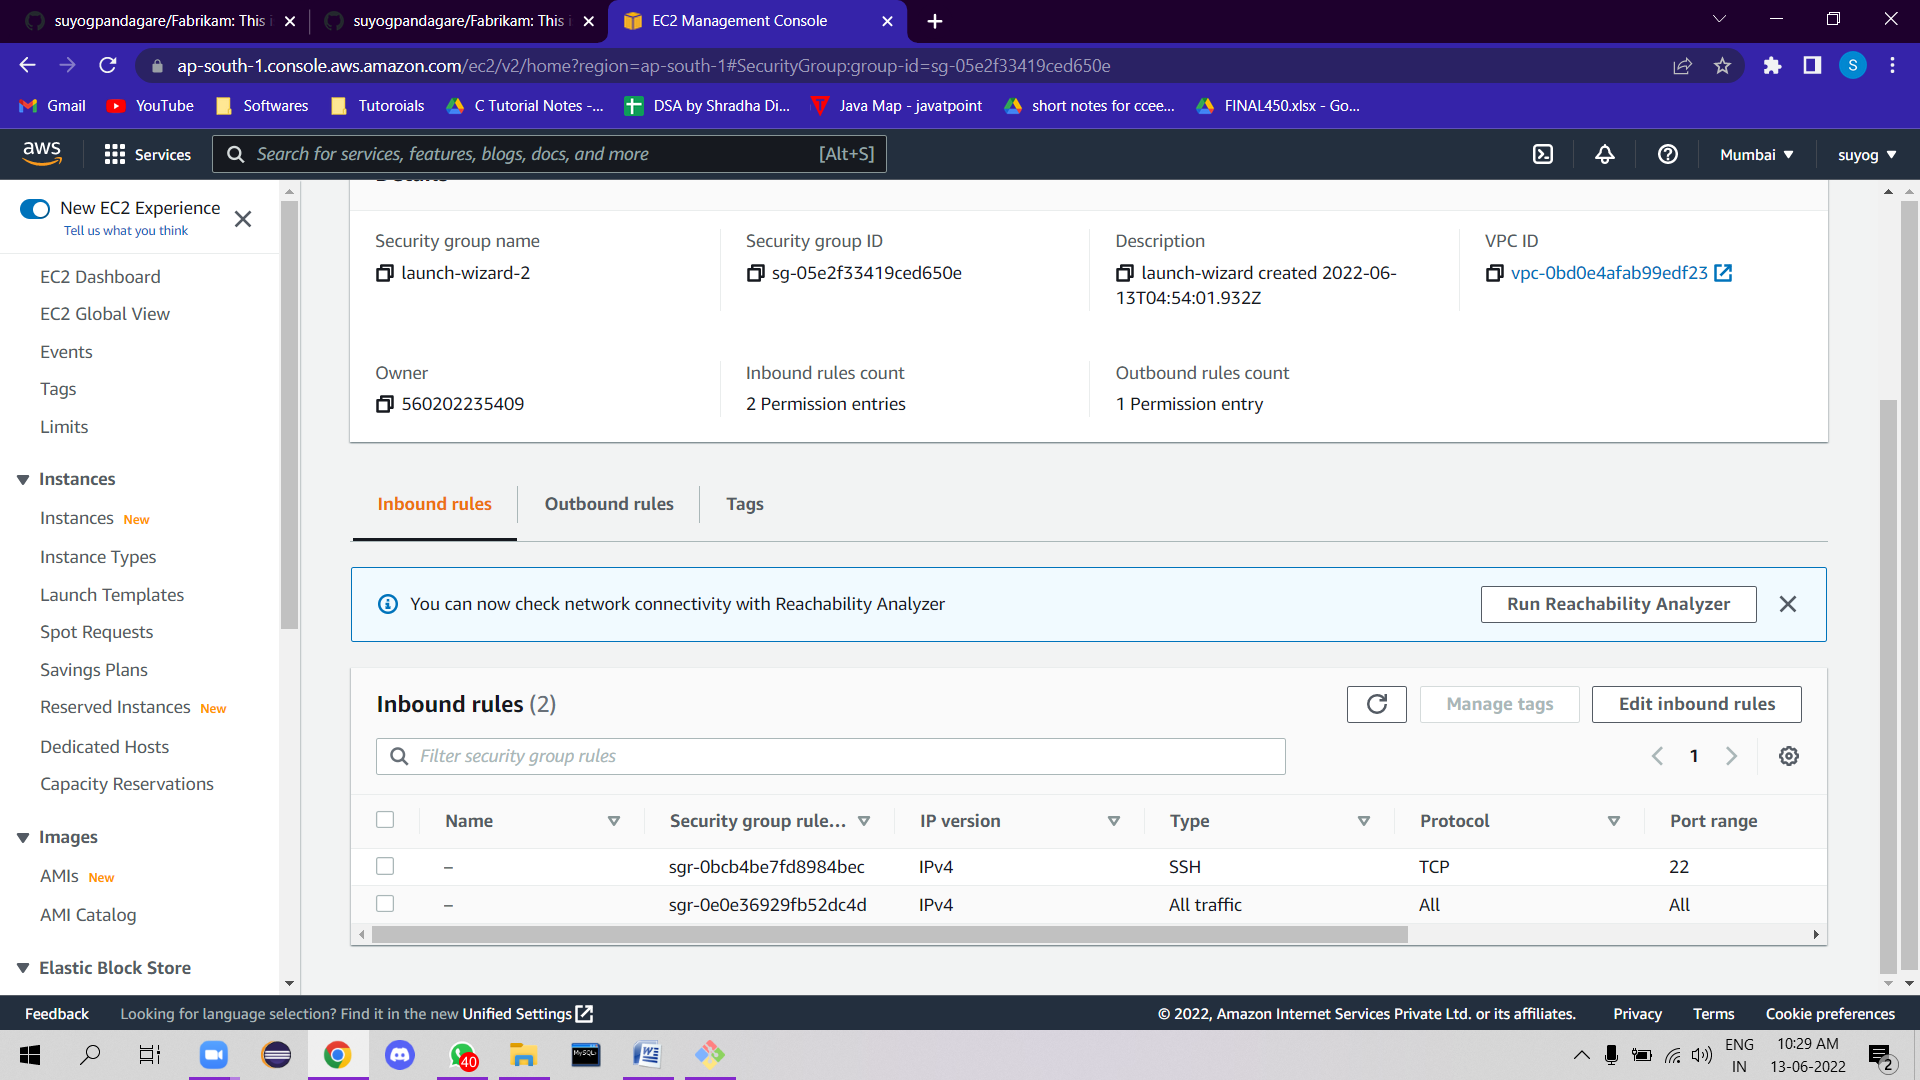 suyogpandagare/Fabrikam: This i
suyogpandagare/Fabrikam: This i
EC2 Management Console
ap-south-1.console.aws.amazon.com/ec2/v2/home?region=ap-south-1#SecurityGroup:group-id=sg-05e2f33419ced650e
S
Gmail
YouTube
Softwares
Tutoroials
C Tutorial Notes -...
DSA by Shradha Di...
Java Map - javatpoint
short notes for ccee...
FINAL450.xlsx - Go...
aws
Services
Search for services, features, blogs, docs, and more
[Alt+S]
Mumbai
suyog
New EC2 Experience
Tell us what you think
EC2 Dashboard
EC2 Global View
Events
Tags
Limits
Instances
Instances New
Instance Types
Launch Templates
Spot Requests
Savings Plans
Reserved Instances New
Dedicated Hosts
Capacity Reservations
Images
AMIs New
AMI Catalog
Elastic Block Store
Security group name
launch-wizard-2
Security group ID
sg-05e2f33419ced650e
Description
launch-wizard created 2022-06-
13T04:54:01.932Z
VPC ID
vpc-0bd0e4afab99edf23
Owner
560202235409
Inbound rules count
2 Permission entries
Outbound rules count
1 Permission entry
Inbound rules
Outbound rules
Tags
You can now check network connectivity with Reachability Analyzer
Run Reachability Analyzer
Inbound rules (2)
Manage tags
Edit inbound rules
Filter security group rules
1
Name
Security group rule...
IP version
Type
Protocol
Port range
–
sgr-0bcb4be7fd8984bec
IPv4
SSH
TCP
22
–
sgr-0e0e36929fb52dc4d
IPv4
All traffic
All
All
Feedback
Looking for language selection? Find it in the new Unified Settings
© 2022, Amazon Internet Services Private Ltd. or its affiliates.
Privacy
Terms
Cookie preferences
40
ENG
IN
10:29 AM
13-06-2022
2